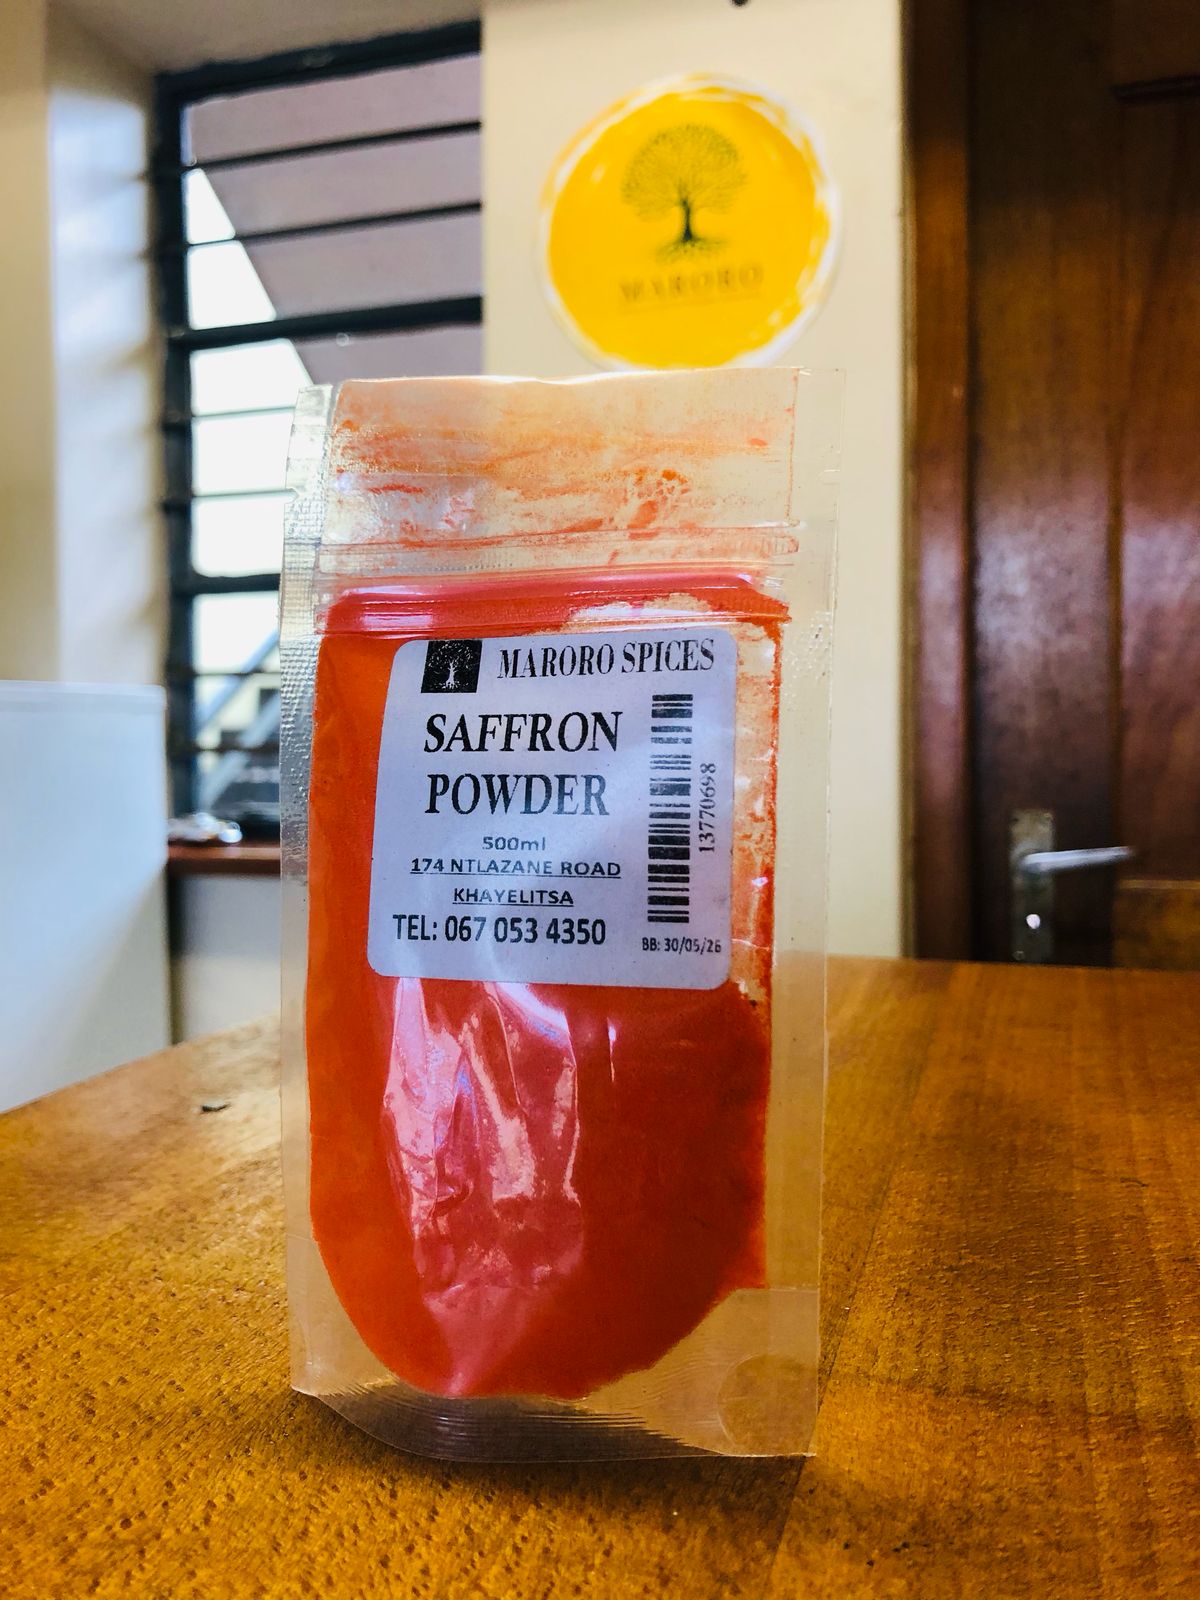 MARORO
MARORO SPICES
SAFFRON
POWDER
500ml
174 NTLAZANE ROAD
KHAYELITSA
TEL: 067 053 4350
13770698
BB: 30/05/26